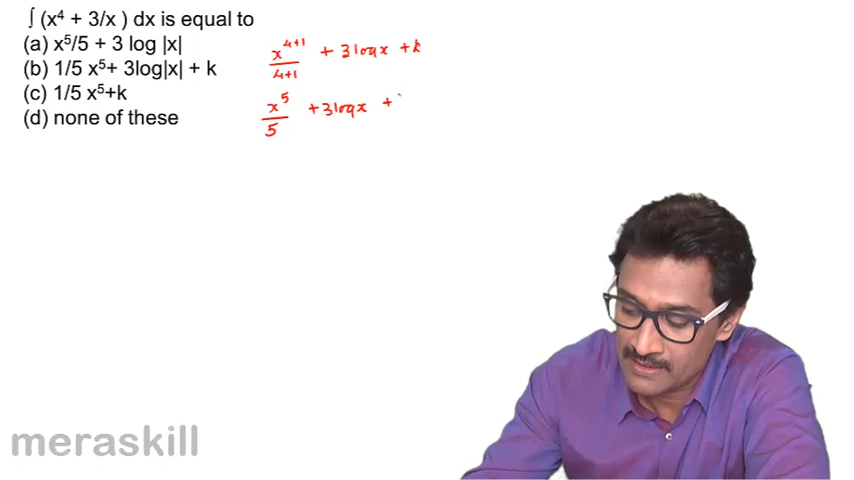 ∫ (x⁴ + 3/x ) dx is equal to
(a) x⁵/5 + 3 log |x|
(b) 1/5 x⁵+ 3log|x| + k
(c) 1/5 x⁵+k
(d) none of these
x⁴⁺¹/4+1 + 3logx + k
x⁵/5 + 3logx +
meraskill